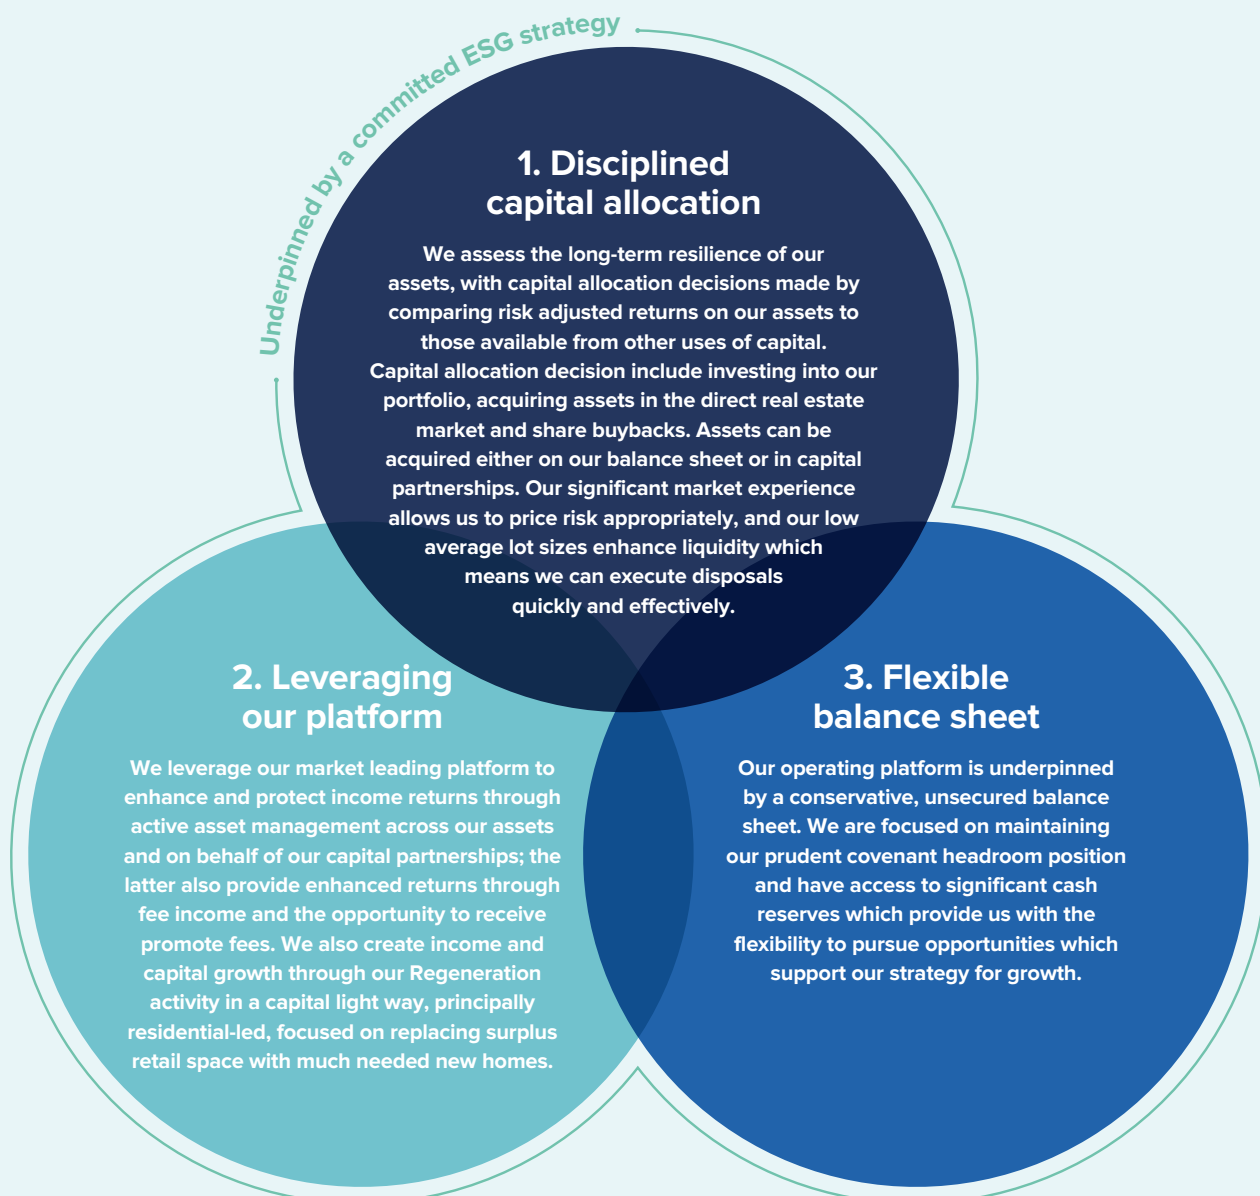 Underpinned by a committed ESG strategy
1. Disciplined
capital allocation
We assess the long-term resilience of our
assets, with capital allocation decisions made by
comparing risk adjusted returns on our assets to
those available from other uses of capital.
Capital allocation decision include investing into our
portfolio, acquiring assets in the direct real estate
market and share buybacks. Assets can be
acquired either on our balance sheet or in capital
partnerships. Our significant market experience
allows us to price risk appropriately, and our low
average lot sizes enhance liquidity which
means we can execute disposals
quickly and effectively.
2. Leveraging
our platform
We leverage our market leading platform to
enhance and protect income returns through
active asset management across our assets
and on behalf of our capital partnerships; the
latter also provide enhanced returns through
fee income and the opportunity to receive
promote fees. We also create income and
capital growth through our Regeneration
activity in a capital light way, principally
residential-led, focused on replacing surplus
retail space with much needed new homes.
3. Flexible
balance sheet
Our operating platform is underpinned
by a conservative, unsecured balance
sheet. We are focused on maintaining
our prudent covenant headroom position
and have access to significant cash
reserves which provide us with the
flexibility to pursue opportunities which
support our strategy for growth.